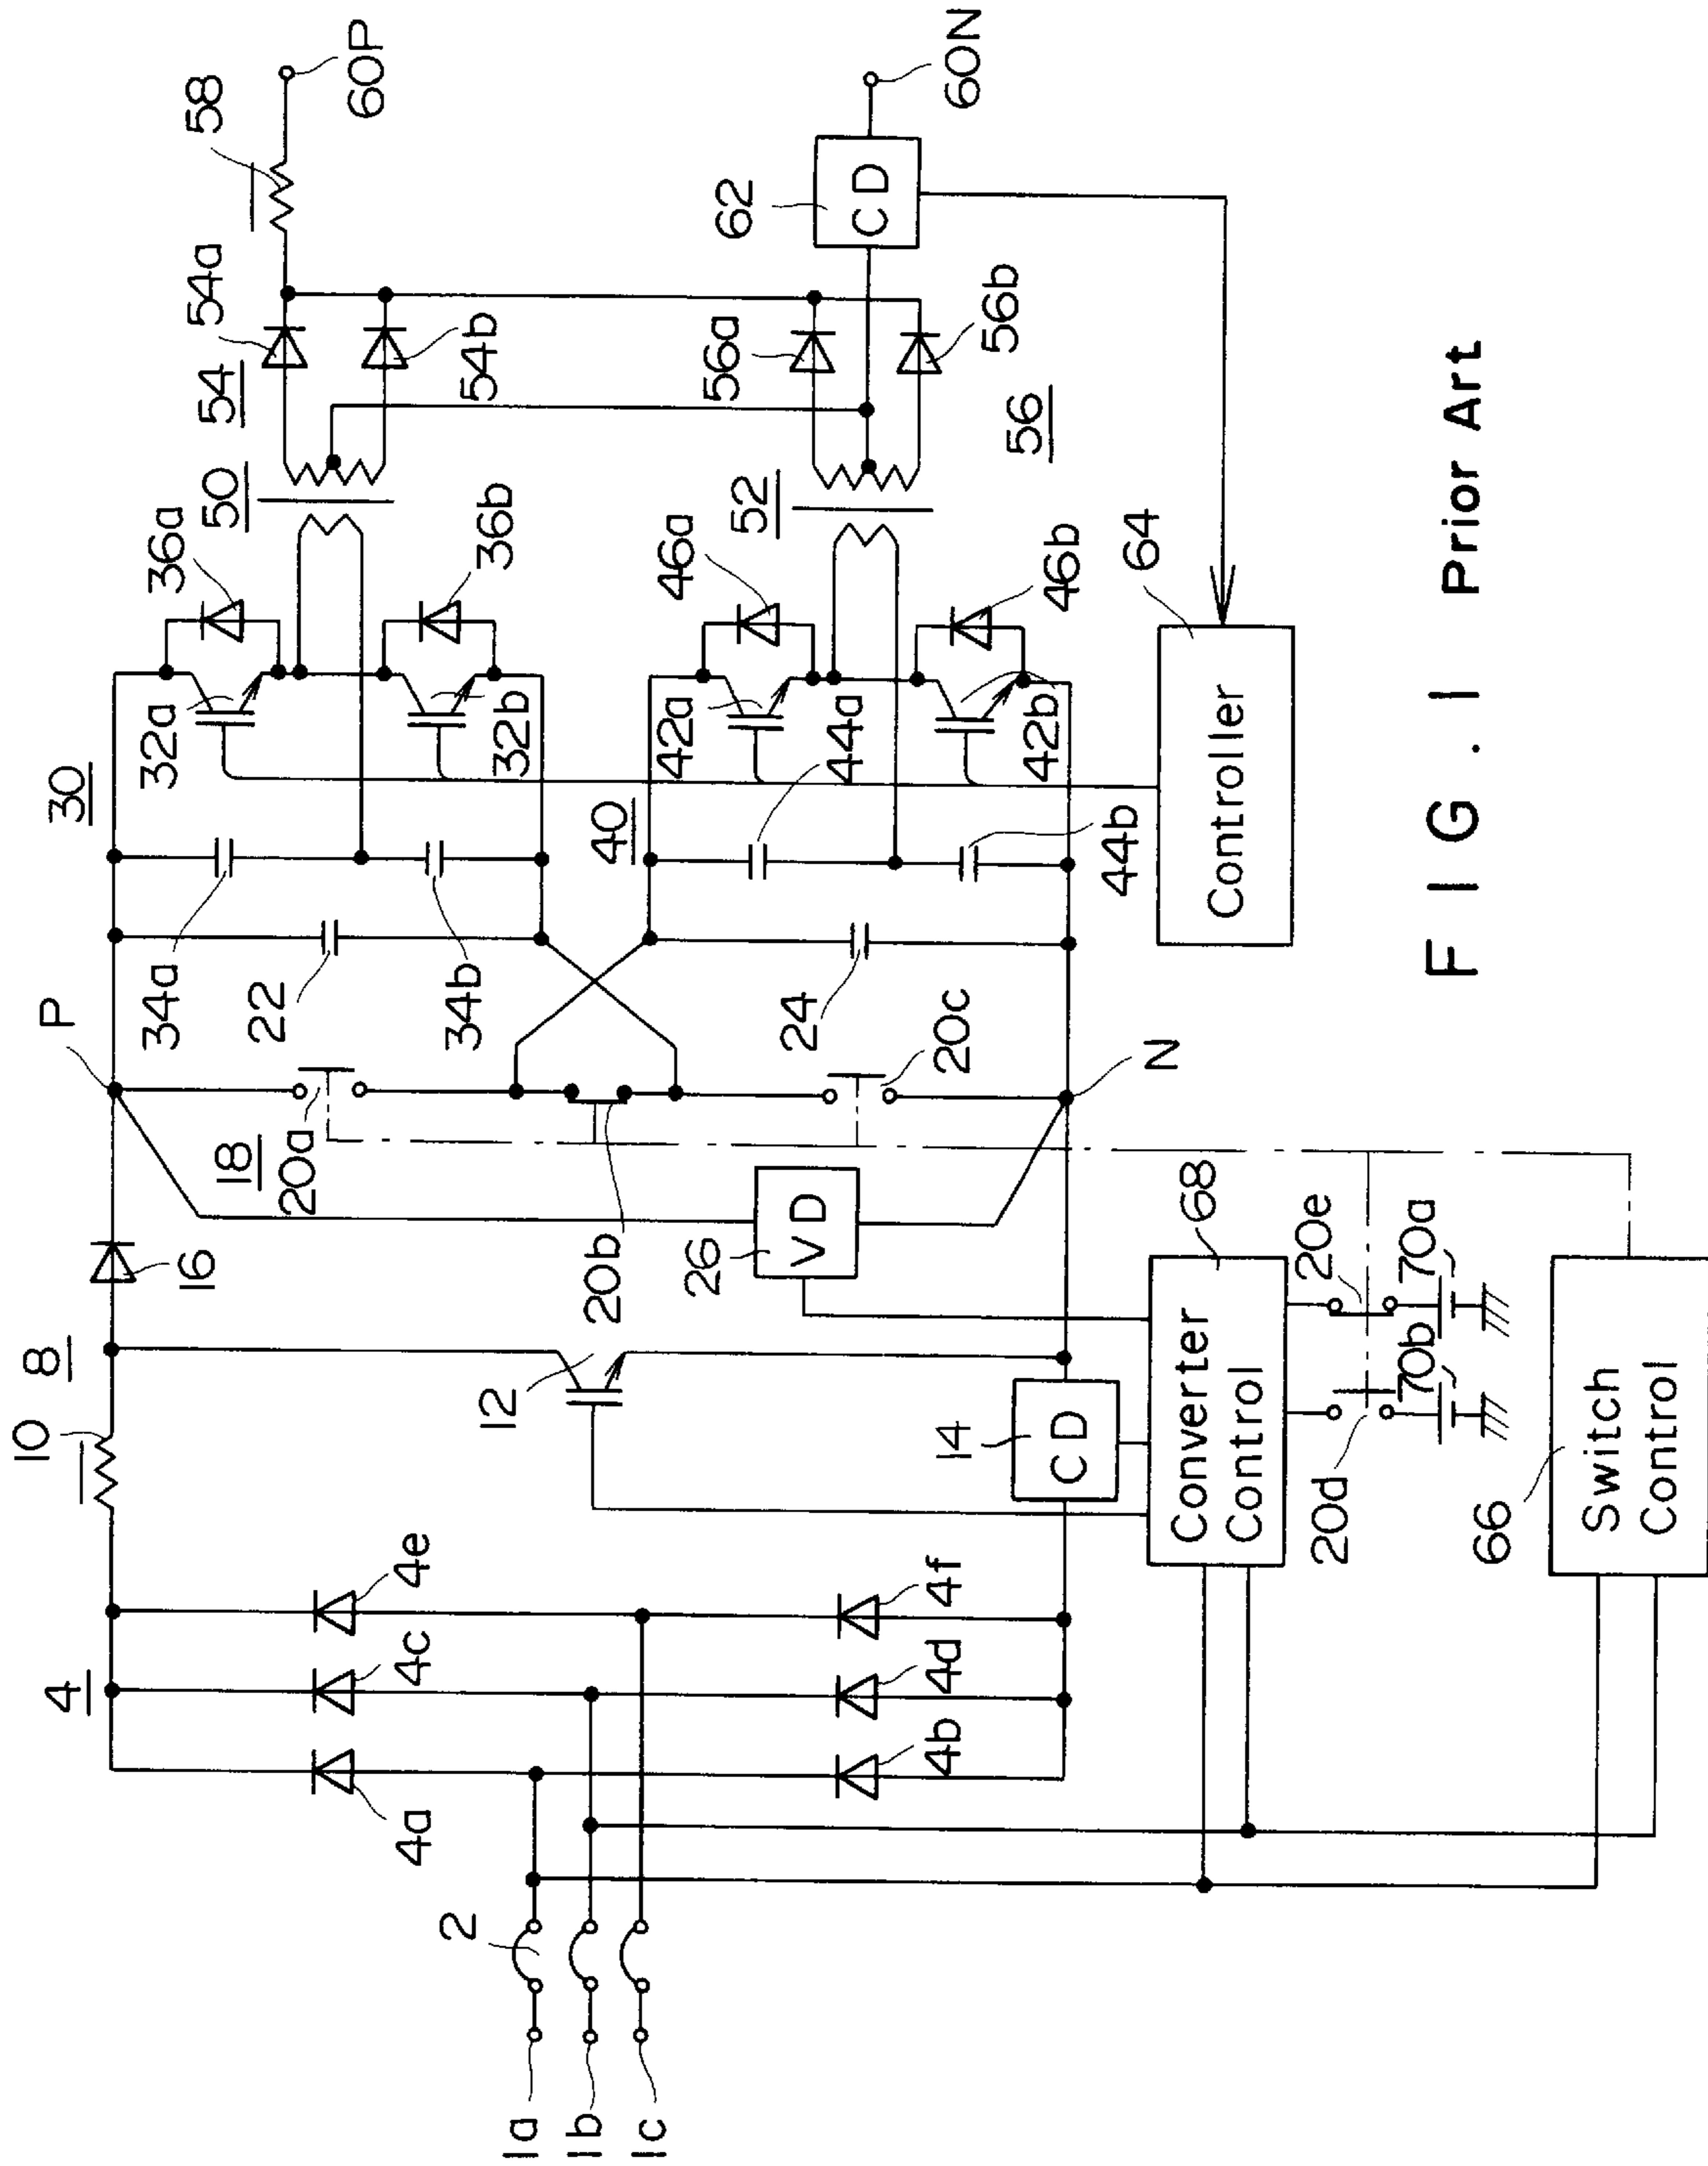 1a
1b
1c
2
4
4a
4b
4c
4d
4e
4f
8
10
12
14
C D
16
P
18
20a
20b
20c
N
26
V D
22
24
34a
34b
30
32a
32b
36a
36b
40
42a
42b
44a
44b
46a
46b
50
52
54
54a
54b
56a
56b
56
58
60P
62
C D
60N
64
Controller
68
Converter
Control
20d
20e
70a
70b
66
Switch
Control
FIG. 1 Prior Art